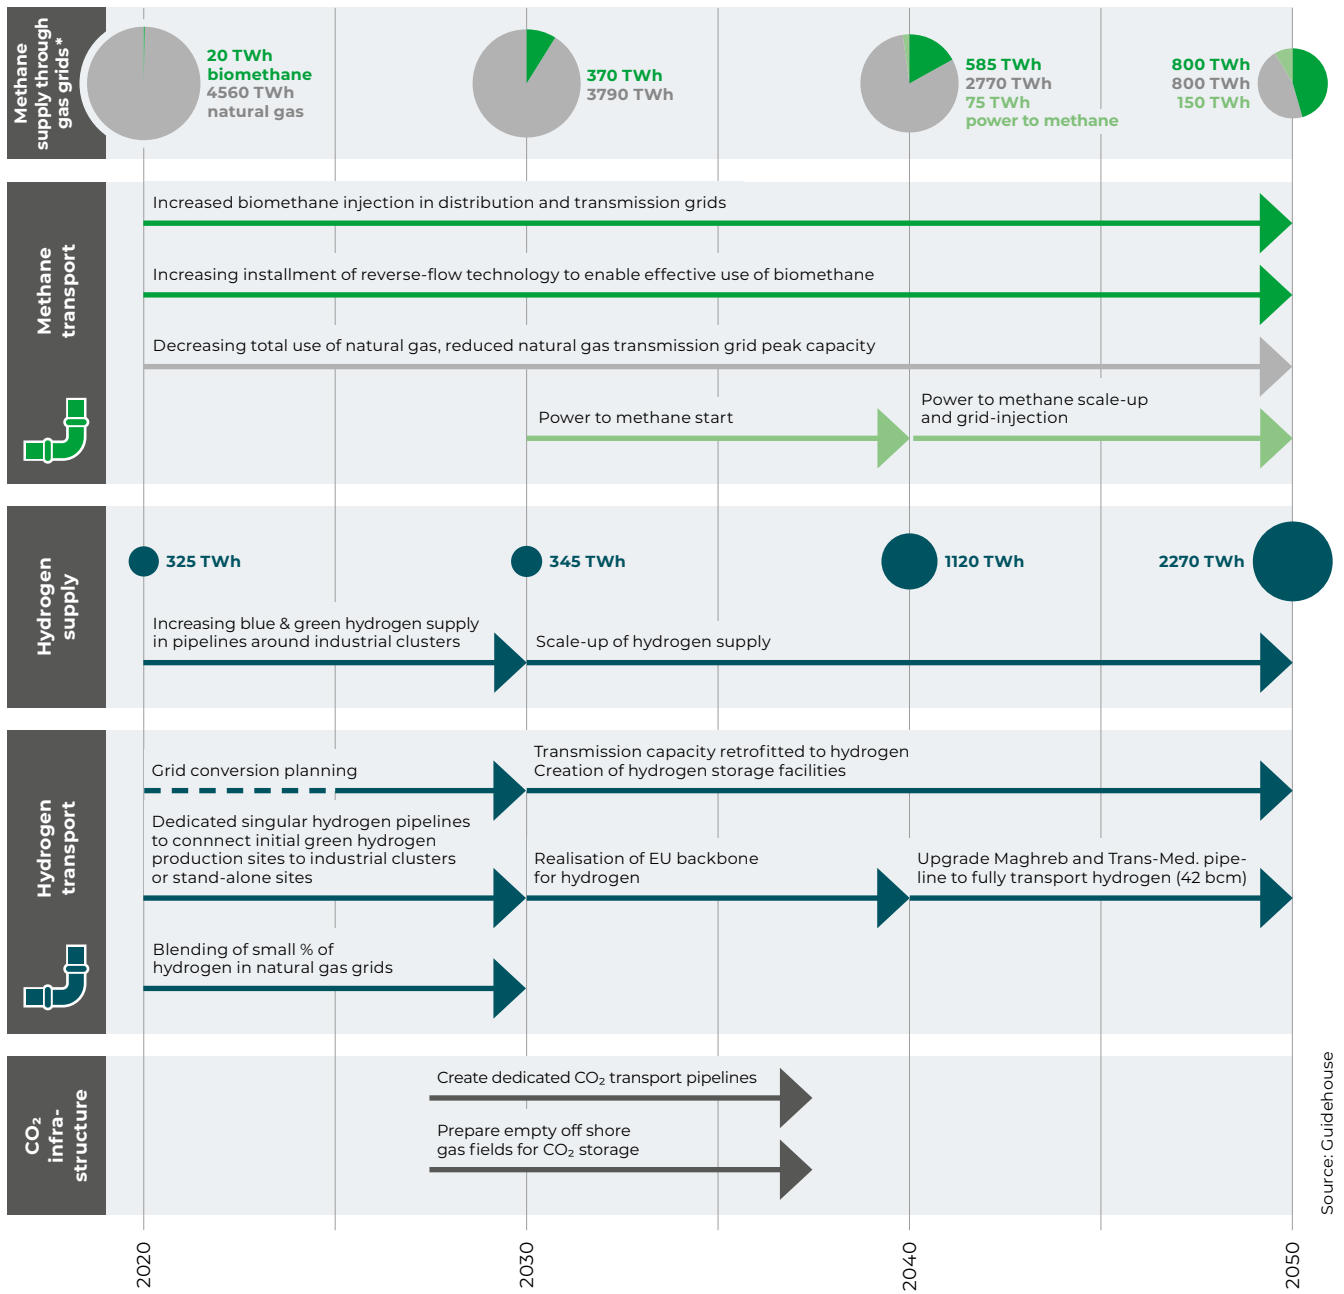 Methane
supply through
gas grids*
20 TWh
biomethane
4560 TWh
natural gas
370 TWh
3790 TWh
585 TWh
2770 TWh
75 TWh
power to methane
800 TWh
800 TWh
150 TWh
Methane
transport
Increased biomethane injection in distribution and transmission grids
Increasing installment of reverse-flow technology to enable effective use of biomethane
Decreasing total use of natural gas, reduced natural gas transmission grid peak capacity
Power to methane start
Power to methane scale-up
and grid-injection
Hydrogen
supply
325 TWh
345 TWh
1120 TWh
2270 TWh
Increasing blue & green hydrogen supply
in pipelines around industrial clusters
Scale-up of hydrogen supply
Hydrogen
transport
Grid conversion planning
Transmission capacity retrofitted to hydrogen
Creation of hydrogen storage facilities
Dedicated singular hydrogen pipelines
to connnect initial green hydrogen
production sites to industrial clusters
or stand-alone sites
Realisation of EU backbone
for hydrogen
Upgrade Maghreb and Trans-Med. pipe-
line to fully transport hydrogen (42 bcm)
Blending of small % of
hydrogen in natural gas grids
CO₂
infra-
structure
Create dedicated CO₂ transport pipelines
Prepare empty off shore
gas fields for CO₂ storage
2020
2030
2040
2050
Source: Guidehouse